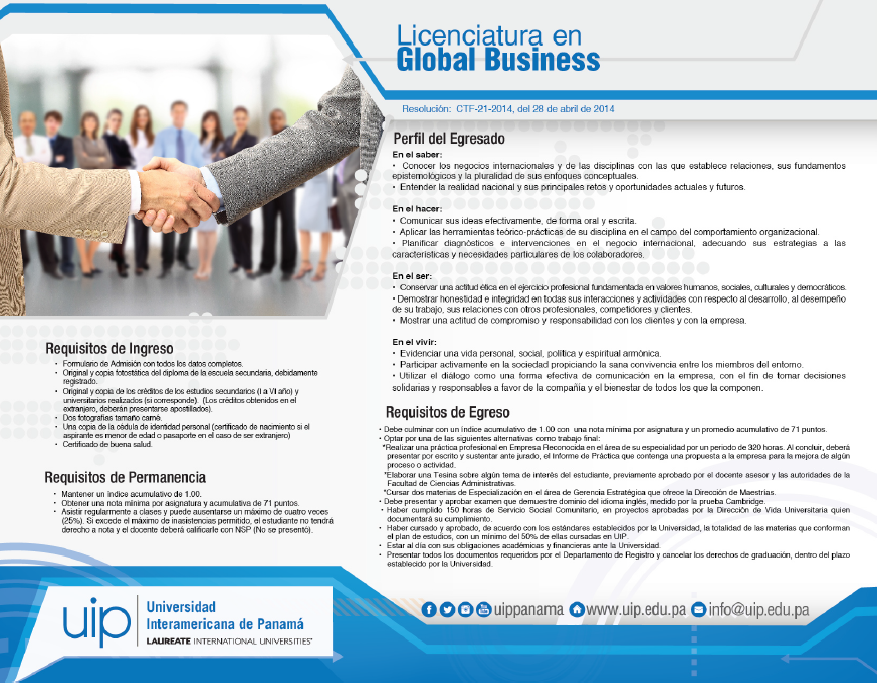 Licenciatura en
Global Business
Resolución: CTF-21-2014, del 28 de abril de 2014
Perfil del Egresado
En el saber:
• Conocer los negocios internacionales y de las disciplinas con las que establece relaciones, sus fundamentos
epistemológicos y la pluralidad de sus enfoques conceptuales.
• Entender la realidad nacional y sus principales retos y oportunidades actuales y futuros.
En el hacer:
• Comunicar sus ideas efectivamente, de forma oral y escrita.
• Aplicar las herramientas teórico-prácticas de su disciplina en el campo del comportamiento organizacional.
• Planificar diagnósticos e intervenciones en el negocio internacional, adecuando sus estrategias a las
características y necesidades particulares de los colaboradores.
En el ser:
• Conservar una actitud ética en el ejercicio profesional fundamentada en valores humanos, sociales, culturales y democráticos.
• Demostrar honestidad e integridad en todas sus interacciones y actividades con respecto al desarrollo, al desempeño
de su trabajo, sus relaciones con otros profesionales, competidores y clientes.
• Mostrar una actitud de compromiso y responsabilidad con los clientes y con la empresa.
En el vivir:
• Evidenciar una vida personal, social, política y espiritual armónica.
• Participar activamente en la sociedad propiciando la sana convivencia entre los miembros del entorno.
• Utilizar el diálogo como una forma efectiva de comunicación en la empresa, con el fin de tomar decisiones
solidarias y responsables a favor de la compañía y el bienestar de todos los que la componen.
Requisitos de Egreso
• Debe culminar con un índice acumulativo de 1.00 con una nota mínima por asignatura y un promedio acumulativo de 71 puntos.
• Optar por una de las siguientes alternativas como trabajo final:
*Realizar una práctica profesional en Empresa Reconocida en el área de su especialidad por un periodo de 320 horas. Al concluir, deberá
presentar por escrito y sustentar ante jurado, el Informe de Práctica que contenga una propuesta a la empresa para la mejora de algún
proceso o actividad.
*Elaborar una Tesina sobre algún tema de interés del estudiante, previamente aprobado por el docente asesor y las autoridades de la
Facultad de Ciencias Administrativas.
*Cursar dos materias de Especialización en el área de Gerencia Estratégica que ofrece la Dirección de Maestrías.
• Debe presentar y aprobar examen que demuestre dominio del idioma inglés, medido por la prueba Cambridge.
• Haber cumplido 150 horas de Servicio Social Comunitario, en proyectos aprobadas por la Dirección de Vida Universitaria quien
documentará su cumplimiento.
• Haber cursado y aprobado, de acuerdo con los estándares establecidos por la Universidad, la totalidad de las materias que conforman
el plan de estudios, con un mínimo del 50% de ellas cursadas en UIP.
• Estar al día con sus obligaciones académicas y financieras ante la Universidad.
• Presentar todos los documentos requeridos por el Departamento de Registro y cancelar los derechos de graduación, dentro del plazo
establecido por la Universidad.
Requisitos de Ingreso
• Formulario de Admisión con todos los datos completos.
• Original y copia fotostática del diploma de la escuela secundaria, debidamente
registrado.
• Original y copia de los créditos de los estudios secundarios (I a VI año) y
universitarios realizados (si corresponde). (Los créditos obtenidos en el
extranjero, deberán presentarse apostillados).
• Dos fotografías tamaño carné.
• Una copia de la cédula de identidad personal (certificado de nacimiento si el
aspirante es menor de edad o pasaporte en el caso de ser extranjero)
• Certificado de buena salud.
Requisitos de Permanencia
• Mantener un índice acumulativo de 1.00.
• Obtener una nota mínima por asignatura y acumulativa de 71 puntos.
• Asistir regularmente a clases y puede ausentarse un máximo de cuatro veces
(25%). Si excede el máximo de inasistencias permitido, el estudiante no tendrá
derecho a nota y el docente deberá calificarle con NSP (No se presentó).
uip
Universidad
Interamericana de Panamá
LAUREATE INTERNATIONAL UNIVERSITIES
uippanama www.uip.edu.pa info@uip.edu.pa